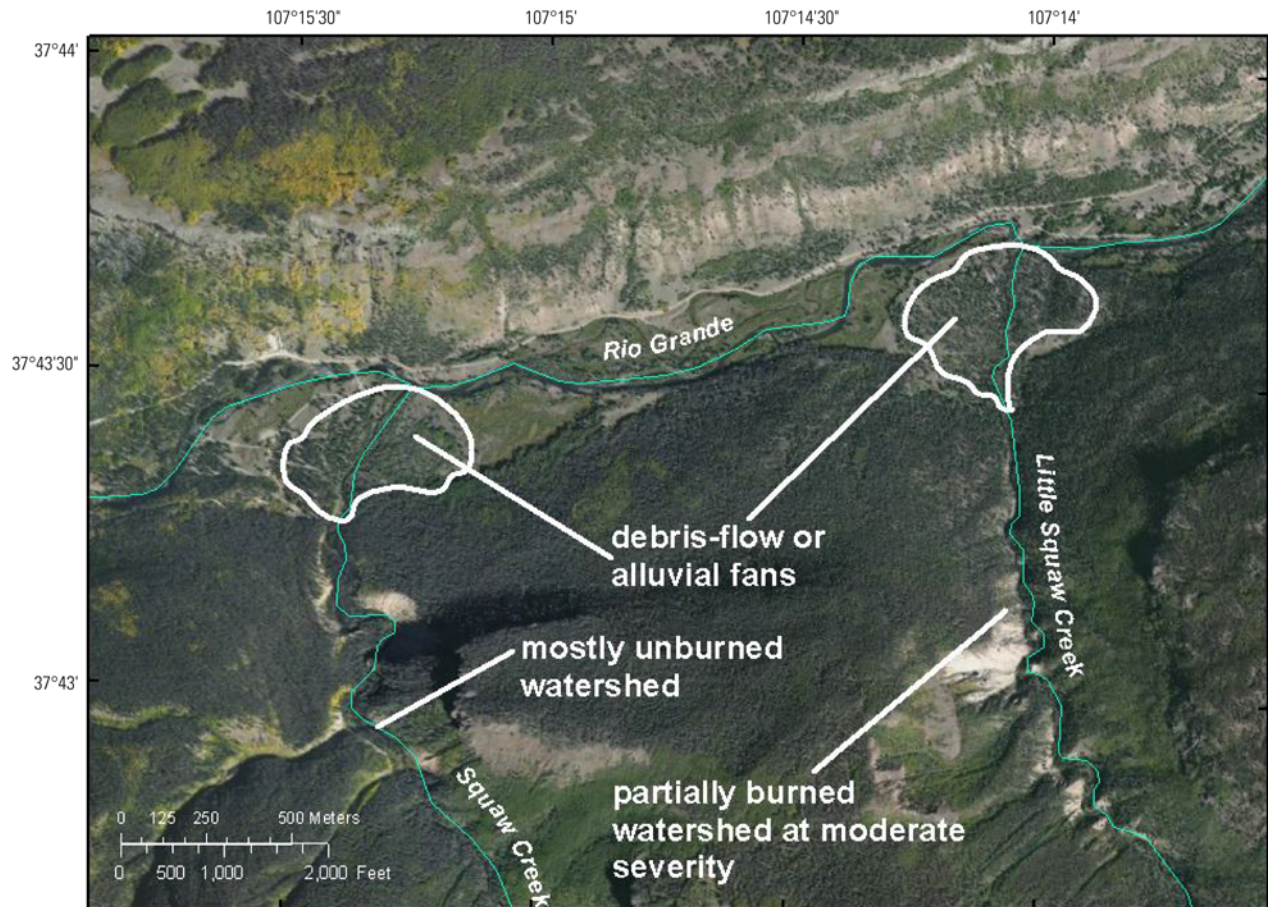 107°15'30"
107°15'
107°14'30"
107°14'
37°44'
37°43'30"
37°43'
Rio Grande
Little Squaw Creek
debris-flow or
alluvial fans
mostly unburned
watershed
Squaw Creek
partially burned
watershed at moderate
severity
0 125 250 500 Meters
0 500 1,000 2,000 Feet